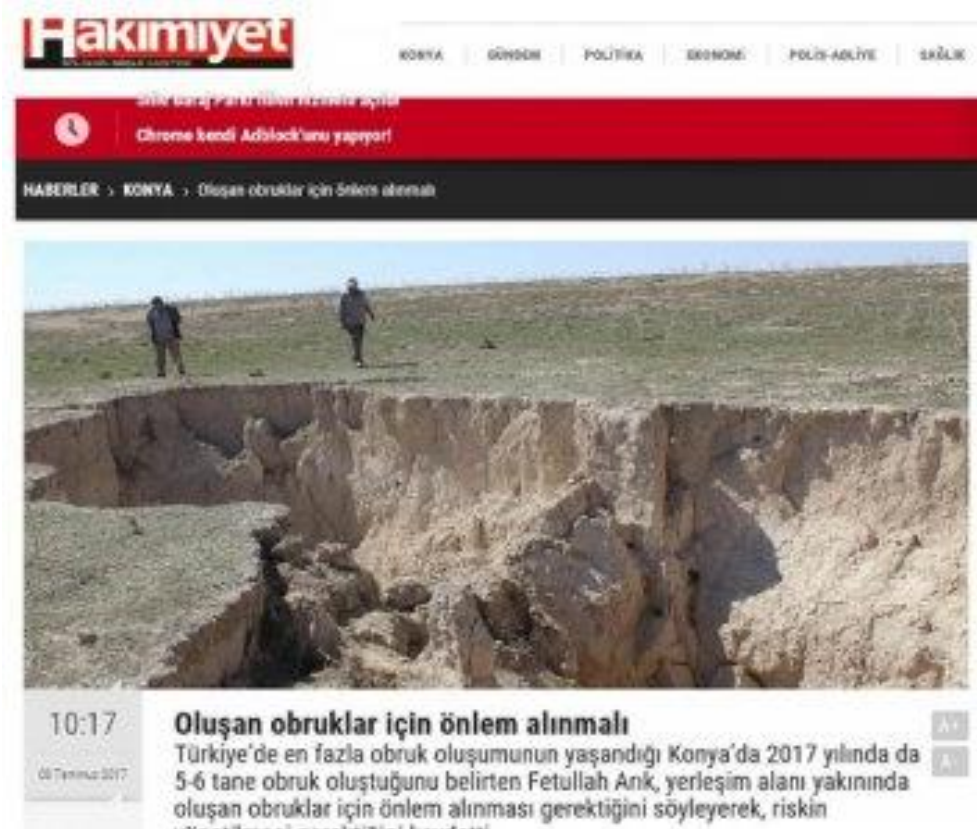 Hakimiyet
KONYA GÜNDEM POLİTİKA EKONOMİ POLİS-ADLİYE SAĞLIK
Chrome kendi Adblock'unu yapıyor!
HABERLER > KONYA > Oluşan obruklar için önlem alınmalı
10:17
Temmuz 2017
Oluşan obruklar için önlem alınmalı
A+
Türkiye'de en fazla obruk oluşumunun yaşandığı Konya'da 2017 yılında da
A-
5-6 tane obruk oluştuğunu belirten Fetullah Arık, yerleşim alanı yakınında
oluşan obruklar için önlem alınması gerektiğini söyleyerek, riskin